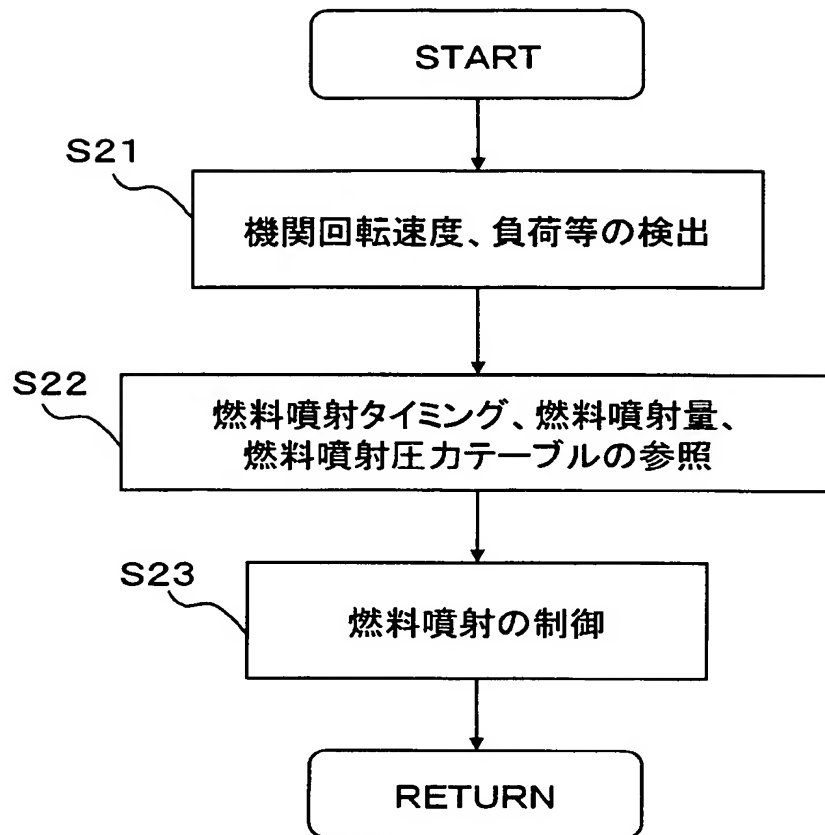 START
S21
機関回転速度、負荷等の検出
S22
燃料噴射タイミング、燃料噴射量、
燃料噴射圧力テーブルの参照
S23
燃料噴射の制御
RETURN